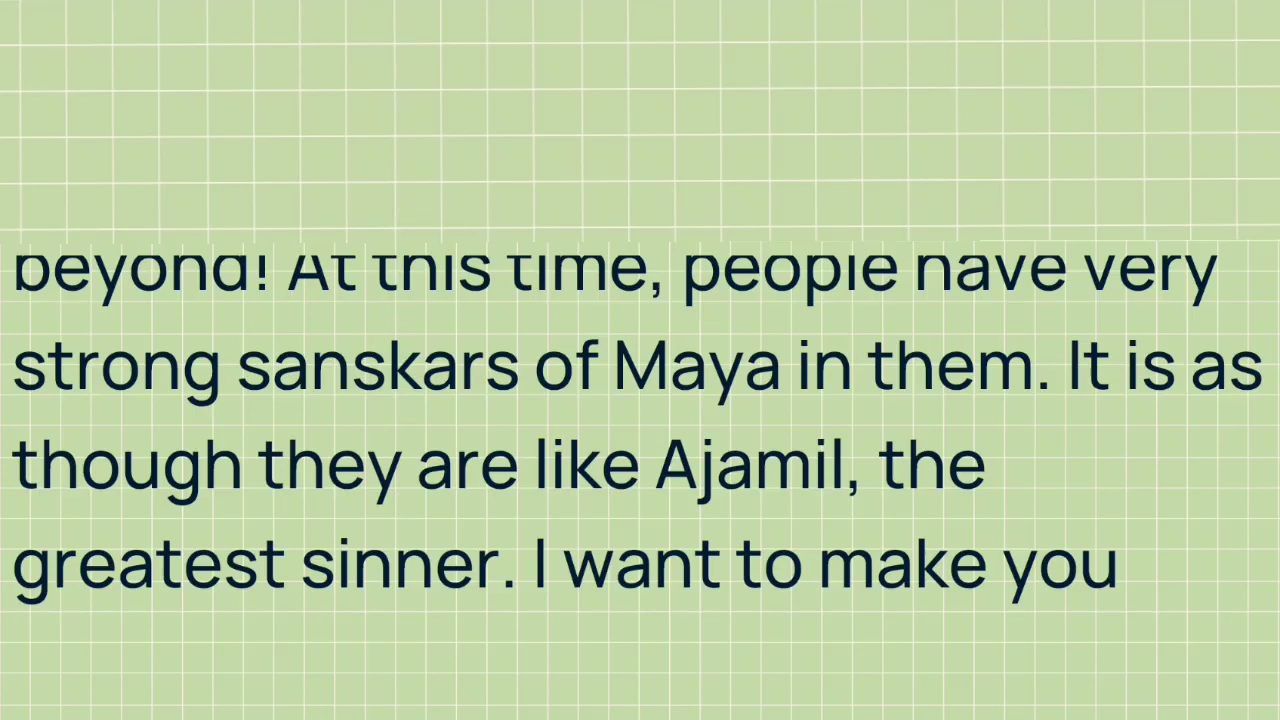 beyond! At this time, people have very
strong sanskars of Maya in them. It is as
though they are like Ajamil, the
greatest sinner. I want to make you